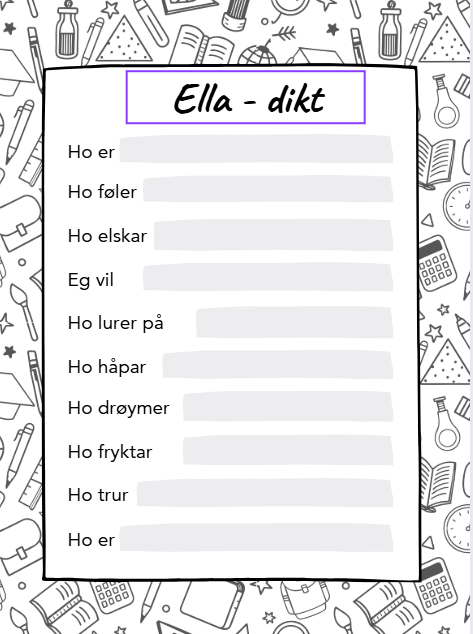 Ella - dikt
Ho er
Ho føler
Ho elskar
Eg vil
Ho lurer på
Ho håpar
Ho drøymer
Ho fryktar
Ho trur
Ho er